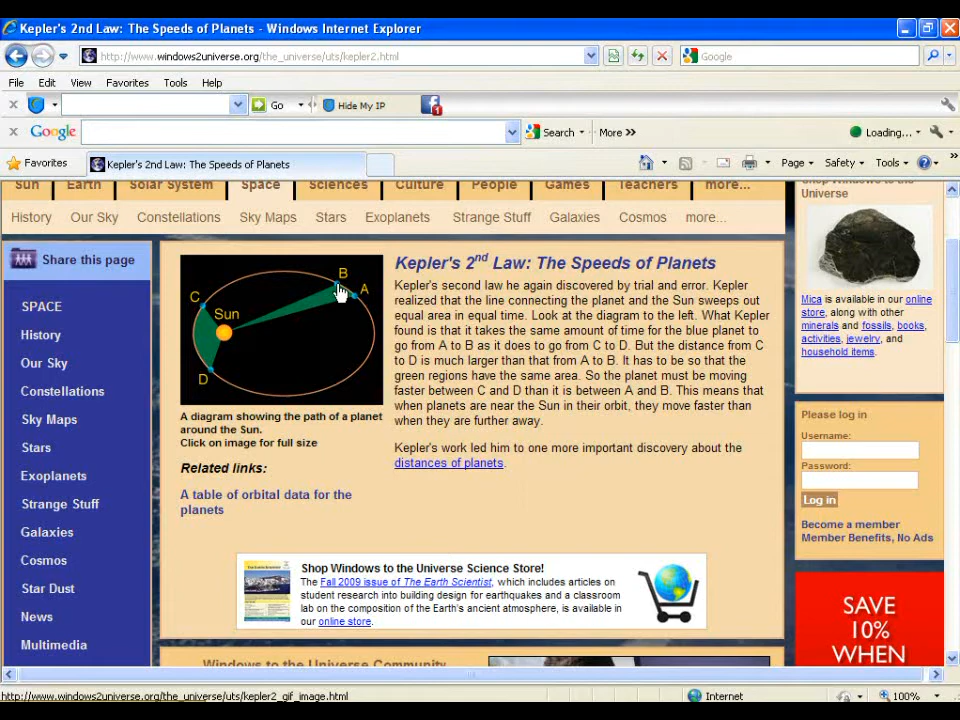 Kepler's 2nd Law: The Speeds of Planets - Windows Internet Explorer
http://www.windows2universe.org/the_universe/uts/kepler2.html
Google
File Edit View Favorites Tools Help
Go Hide My IP 1
Google Search More >> Loading...
Favorites Kepler's 2nd Law: The Speeds of Planets Page Safety Tools
Sun Earth Solar System Space Sciences Culture People Games Teachers more...
History Our Sky Constellations Sky Maps Stars Exoplanets Strange Stuff Galaxies Cosmos more...
Share this page
SPACE
History
Our Sky
Constellations
Sky Maps
Stars
Exoplanets
Strange Stuff
Galaxies
Cosmos
Star Dust
News
Multimedia
B
A
C
Sun
D
A diagram showing the path of a planet
around the Sun.
Click on image for full size
Related links:
A table of orbital data for the
planets
Kepler's 2nd Law: The Speeds of Planets
Kepler's second law he again discovered by trial and error. Kepler
realized that the line connecting the planet and the Sun sweeps out
equal area in equal time. Look at the diagram to the left. What Kepler
found is that it takes the same amount of time for the blue planet to
go from A to B as it does to go from C to D. But the distance from C
to D is much larger than that from A to B. It has to be so that the
green regions have the same area. So the planet must be moving
faster between C and D than it is between A and B. This means that
when planets are near the Sun in their orbit, they move faster than
when they are further away.
Kepler's work led him to one more important discovery about the
distances of planets.
Shop Windows to the Universe Science Store!
The Fall 2009 issue of The Earth Scientist, which includes articles on
student research into building design for earthquakes and a classroom
lab on the composition of the Earth's ancient atmosphere, is available in
our online store.
Windows to the Universe Community
Shop Windows to the
Universe
Mica is available in our online
store, along with other
minerals and fossils, books,
activities, jewelry, and
household items.
Please log in
Username:
Password:
Log in
Become a member
Member Benefits, No Ads
SAVE
10%
WHEN
http://www.windows2universe.org/the_universe/uts/kepler2_gif_image.html
Internet 100%